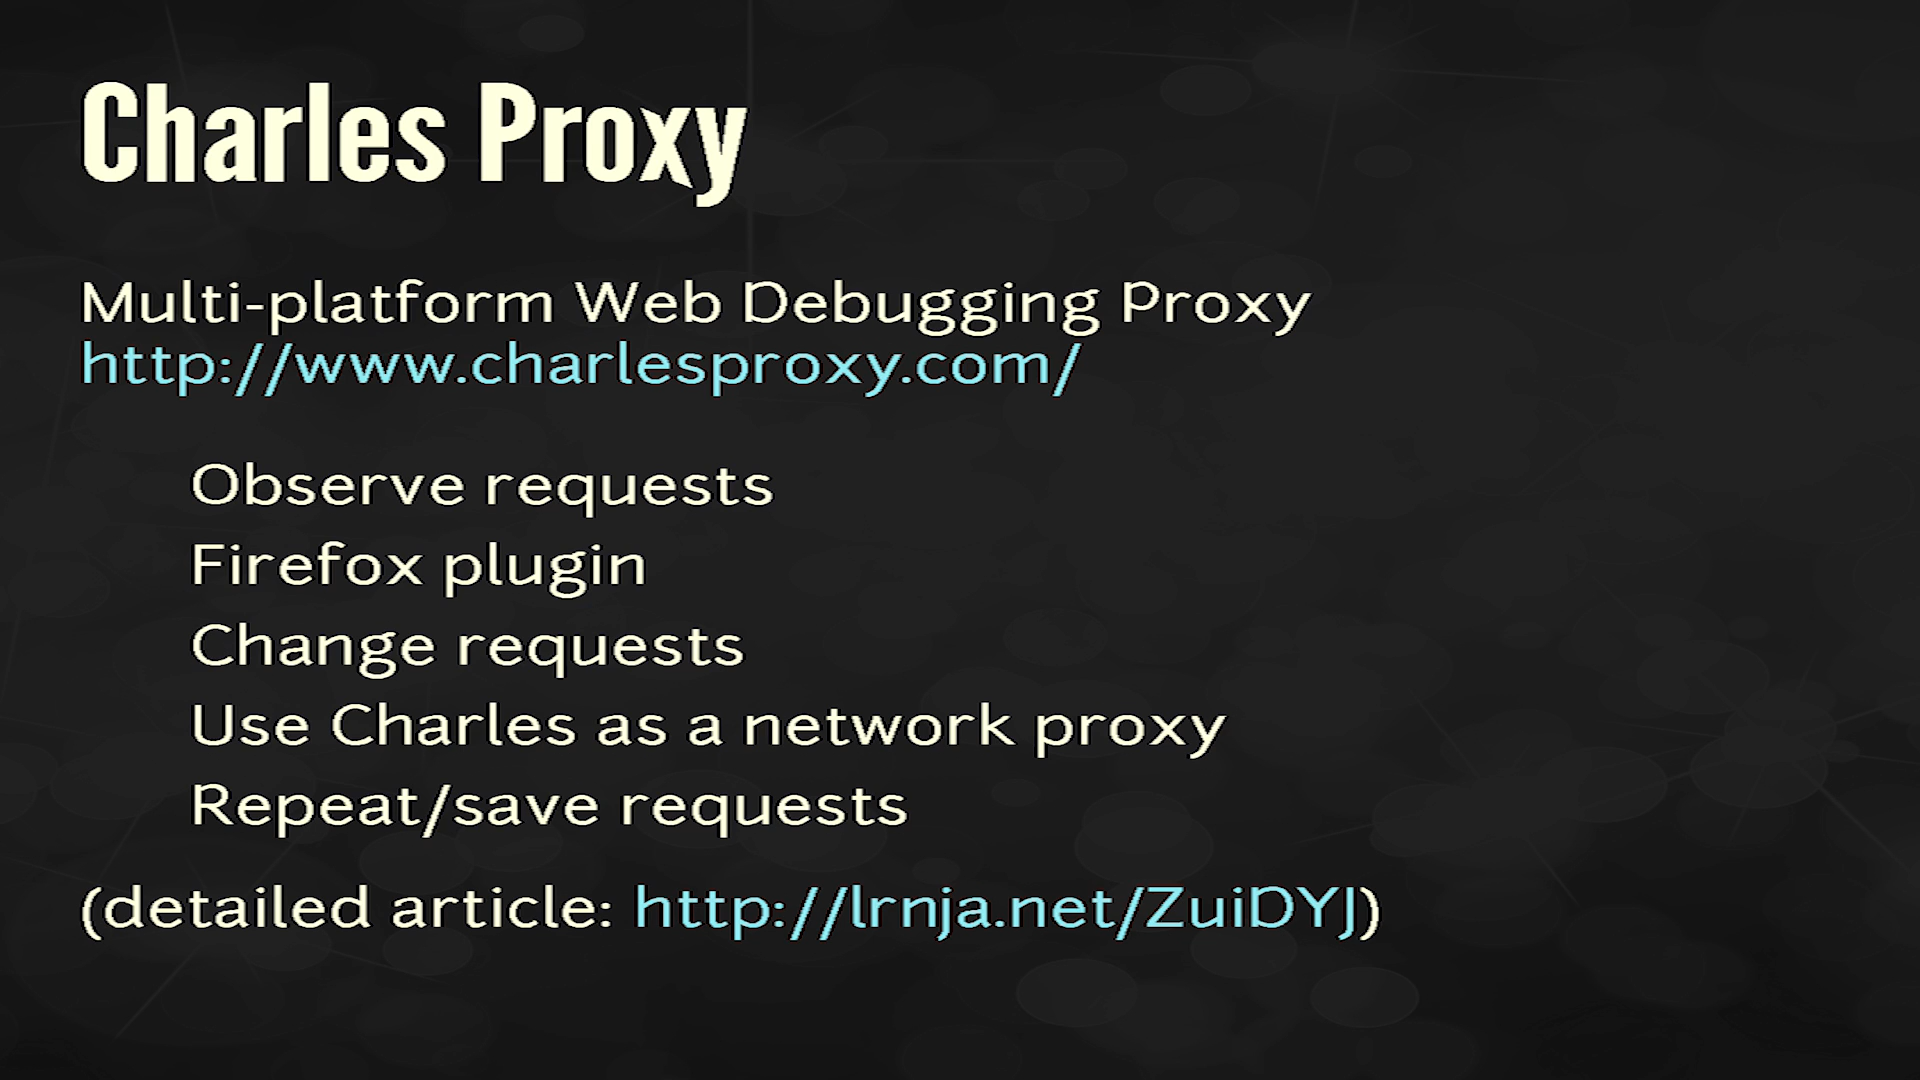 Charles Proxy
Multi-platform Web Debugging Proxy
http://www.charlesproxy.com/
Observe requests
Firefox plugin
Change requests
Use Charles as a network proxy
Repeat/save requests
(detailed article: http://lrnja.net/ZuiDYJ)